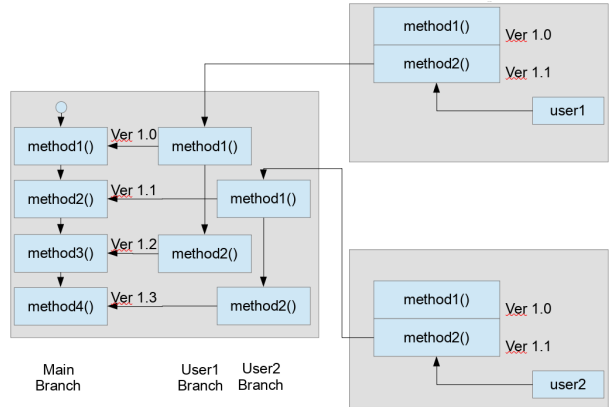 method1()
Ver 1.0
method2()
Ver 1.1
user1
method1()
Ver 1.0
method1()
method2()
Ver 1.1
method1()
method3()
Ver 1.2
method2()
method4()
Ver 1.3
method2()
method1()
Ver 1.0
method2()
Ver 1.1
user2
Main
Branch
User1
Branch
User2
Branch